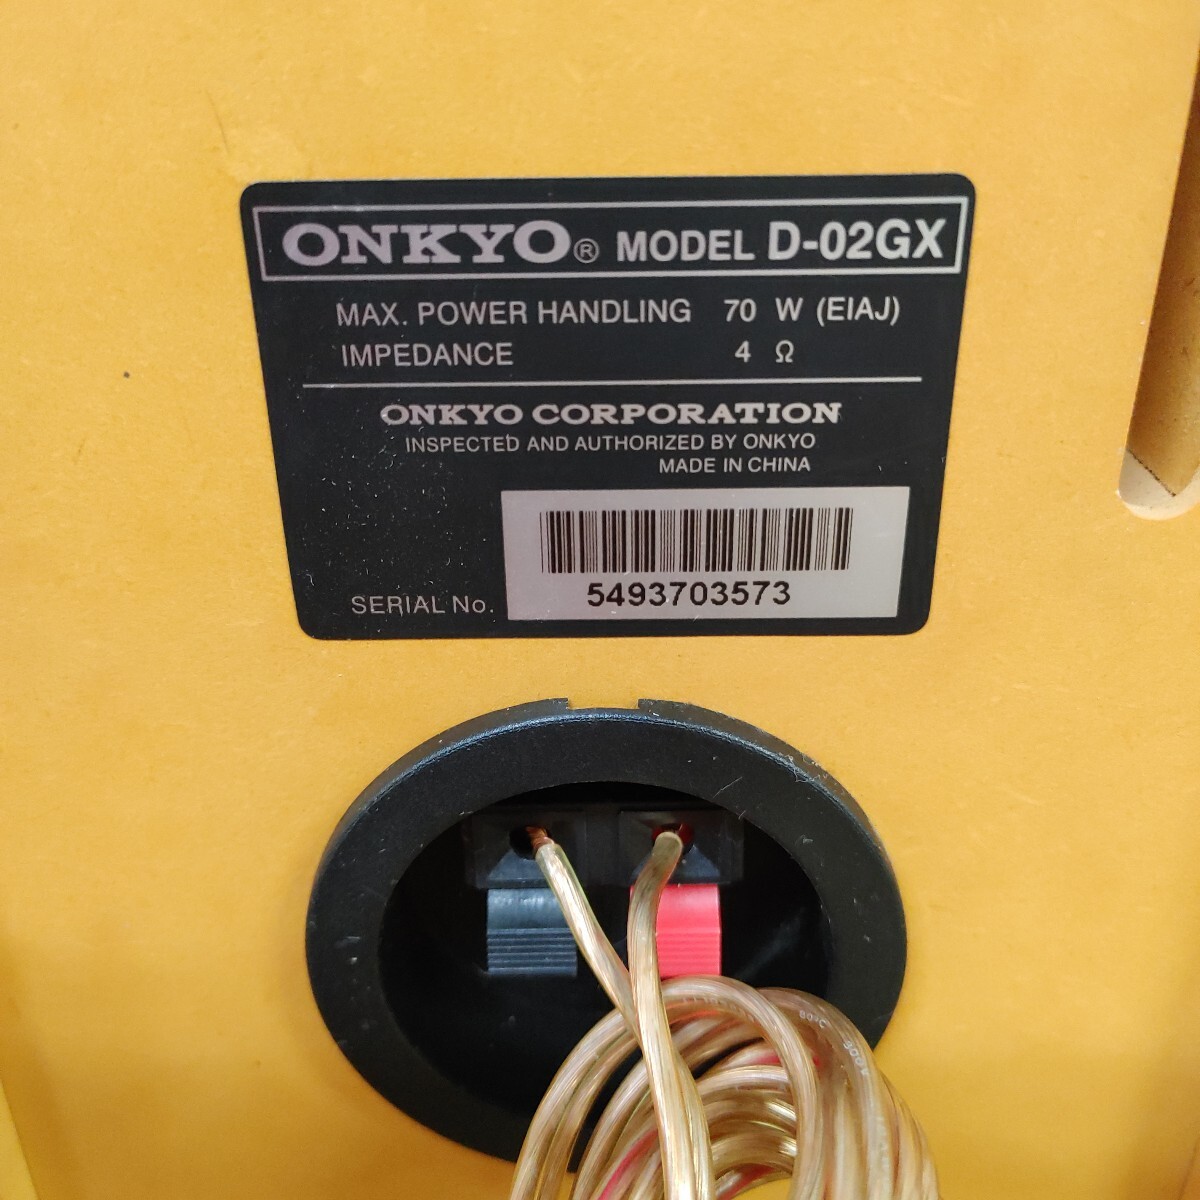 ONKYO® MODEL D-02GX
MAX. POWER HANDLING 70 W (EIAJ)
IMPEDANCE 4 Ω
ONKYO CORPORATION
INSPECTED AND AUTHORIZED BY ONKYO
MADE IN CHINA
5493703573
SERIAL No.